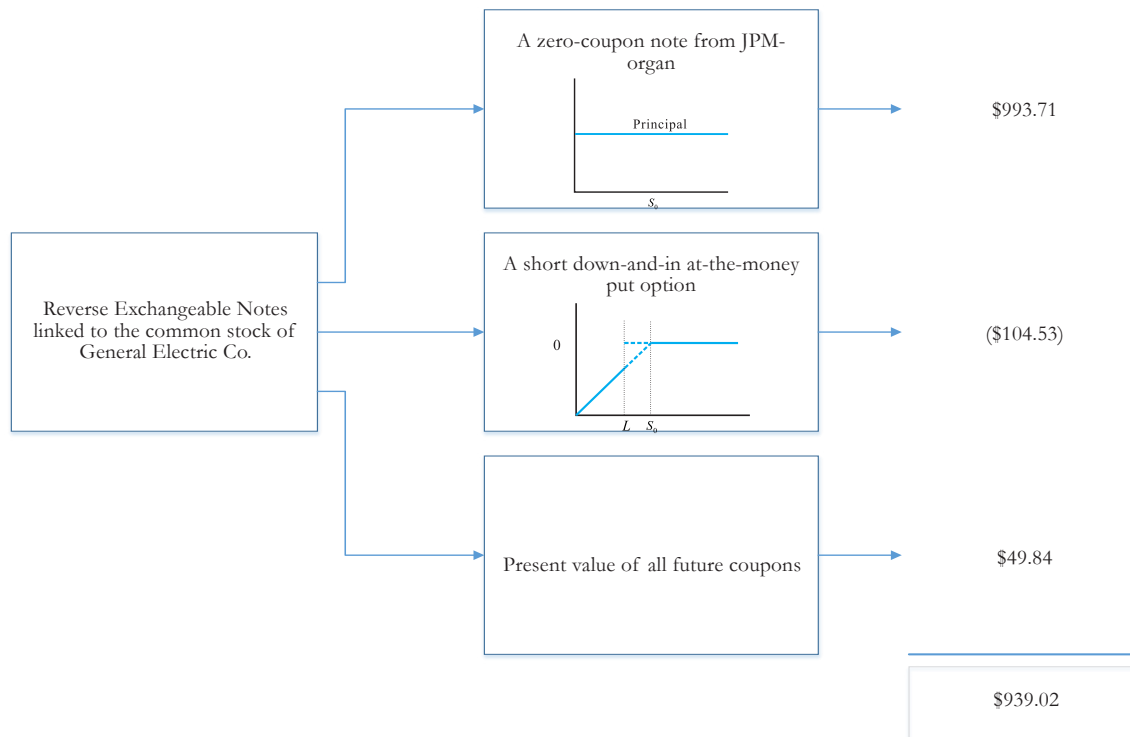 A zero-coupon note from JPM-
organ
Principal
S₀
$993.71
Reverse Exchangeable Notes
linked to the common stock of
General Electric Co.
A short down-and-in at-the-money
put option
0
L S₀
($104.53)
Present value of all future coupons
$49.84
$939.02